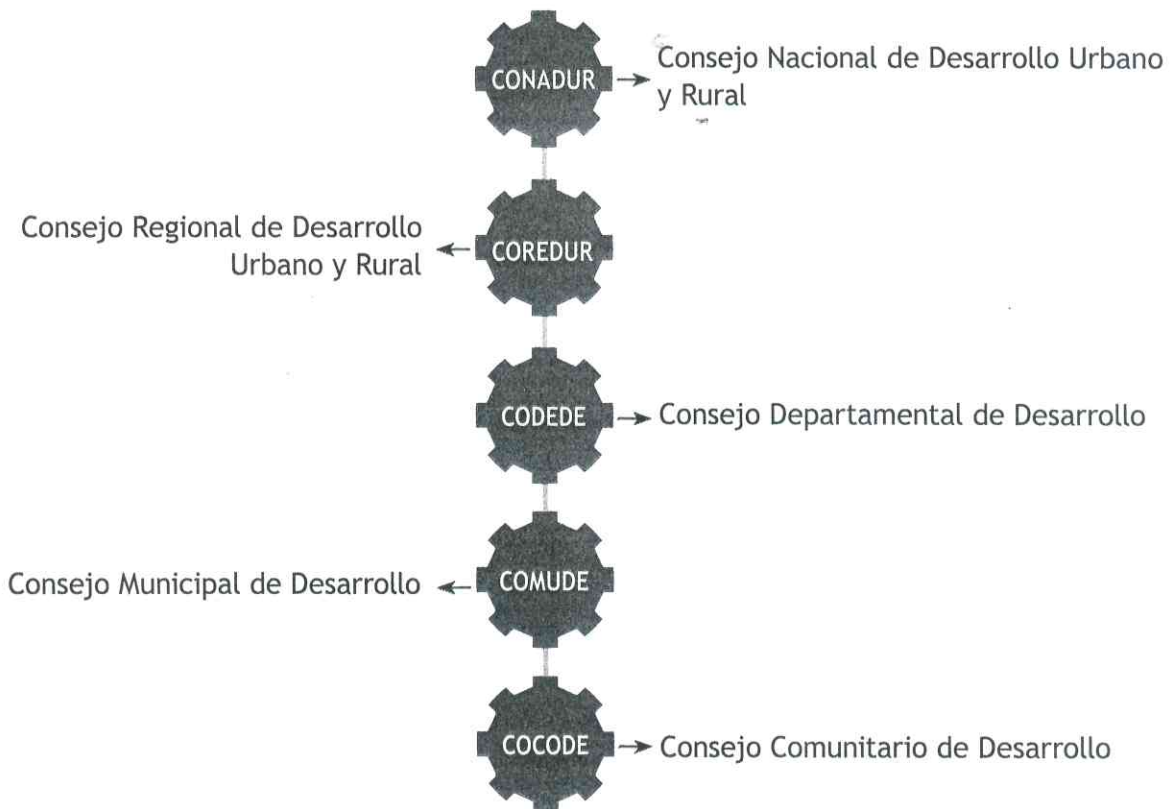 CONADUR
Consejo Nacional de Desarrollo Urbano
y Rural
Consejo Regional de Desarrollo
Urbano y Rural
COREDUR
CODEDE
Consejo Departamental de Desarrollo
Consejo Municipal de Desarrollo
COMUDE
COCODE
Consejo Comunitario de Desarrollo